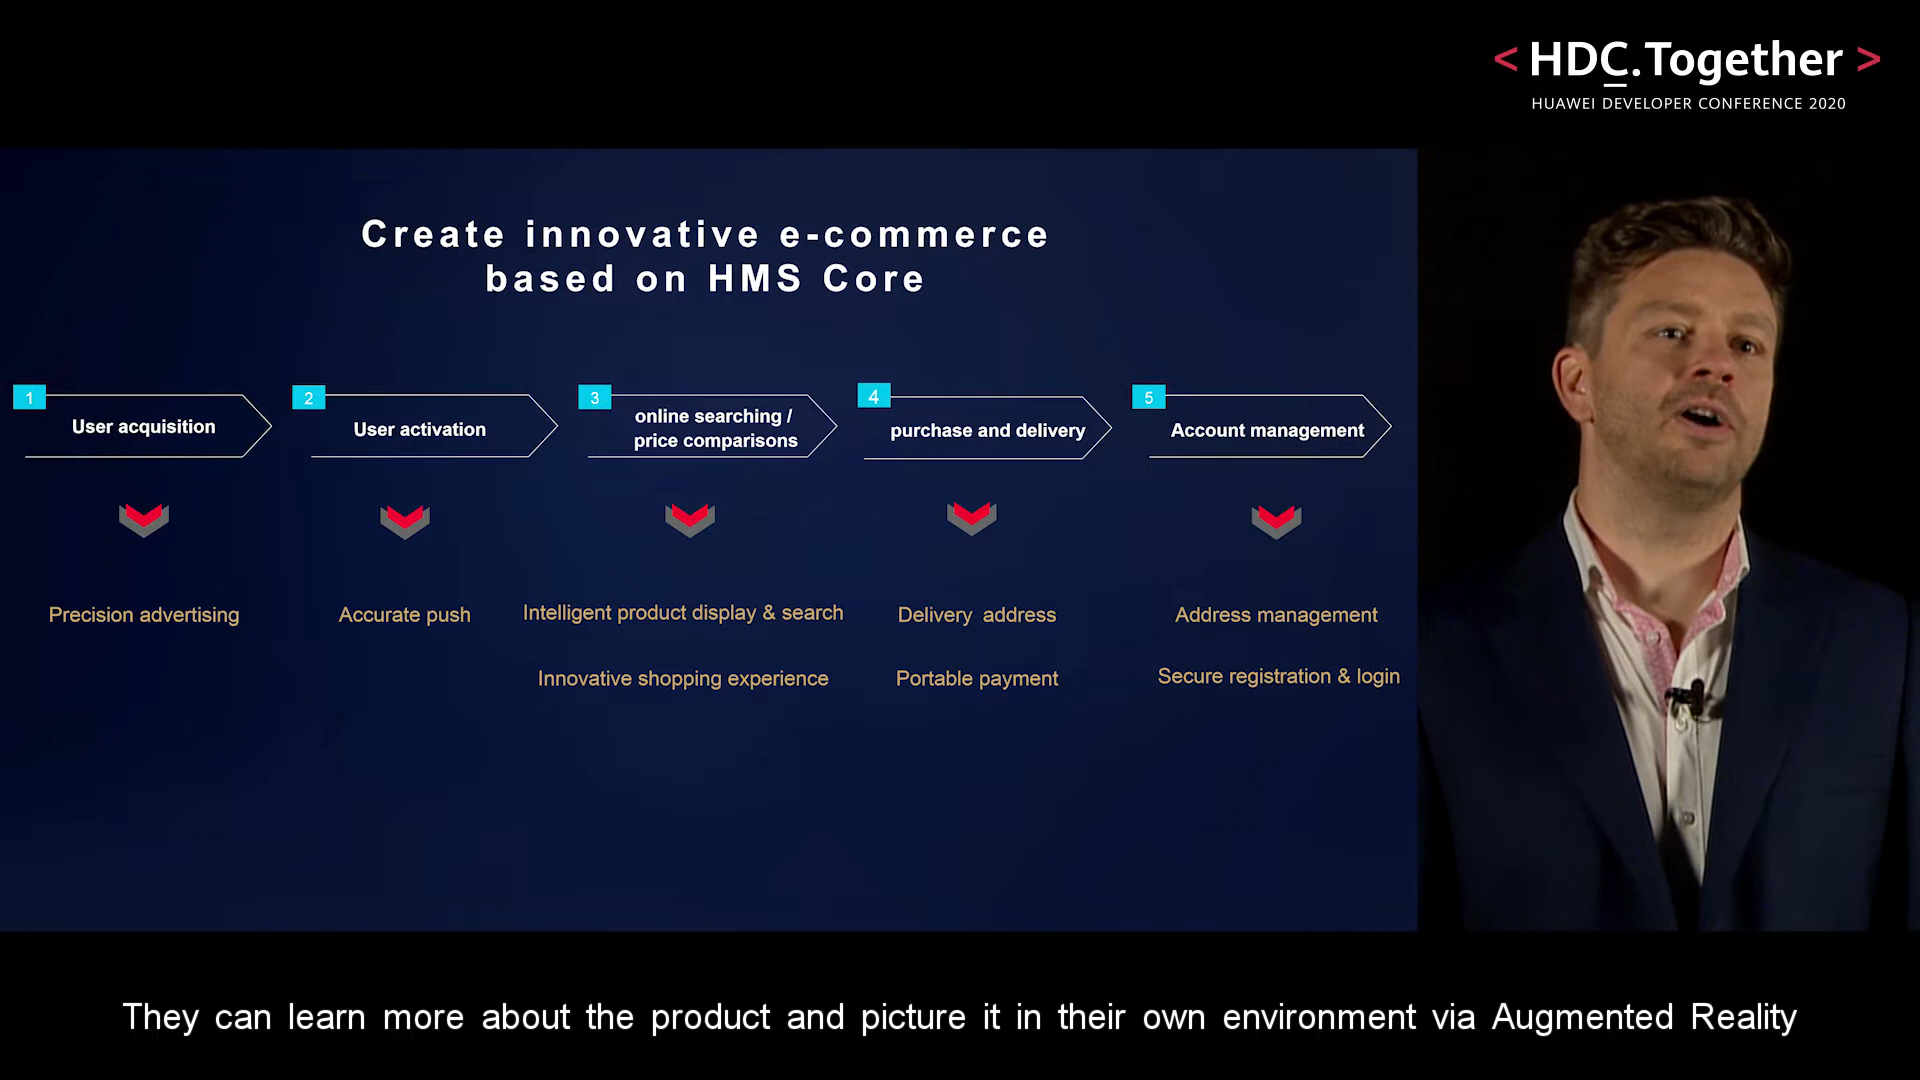 < HDC.Together >
HUAWEI DEVELOPER CONFERENCE 2020
Create innovative e-commerce
based on HMS Core
1
User acquisition
2
User activation
3
online searching /
price comparisons
4
purchase and delivery
5
Account management
Precision advertising
Accurate push
Intelligent product display & search
Delivery address
Address management
Innovative shopping experience
Portable payment
Secure registration & login
They can learn more about the product and picture it in their own environment via Augmented Reality